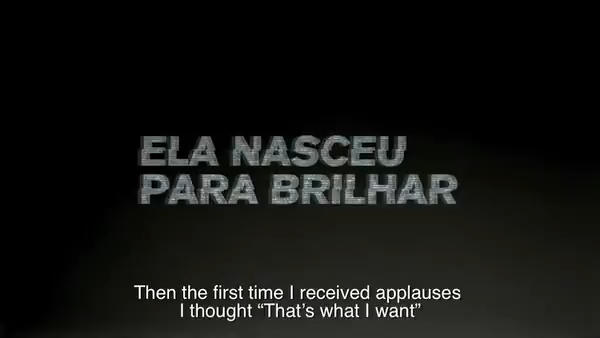 ELA NASCEU
PARA BRILHAR
Then the first time I received applauses
I thought “That’s what I want”